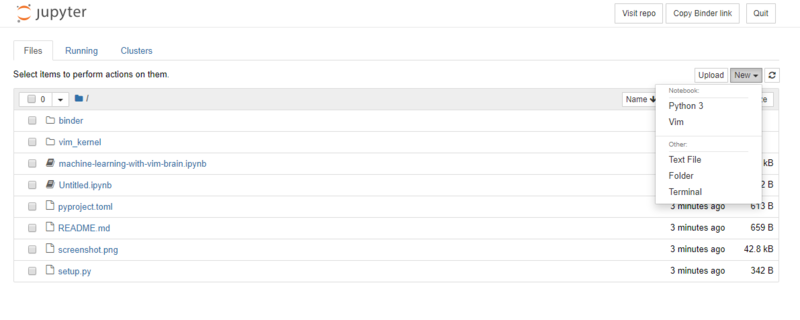 jupyter
Visit repo Copy Binder link Quit
Files Running Clusters
Select items to perform actions on them.
Upload New
0 /
Name
Notebook:
Python 3
Vim
Other:
Text File
Folder
Terminal
binder
vim_kernel
machine-learning-with-vim-brain.ipynb kB
Untitled.ipynb 2 B
pyproject.toml 3 minutes ago 613 B
README.md 3 minutes ago 659 B
screenshot.png 3 minutes ago 42.8 kB
setup.py 3 minutes ago 342 B